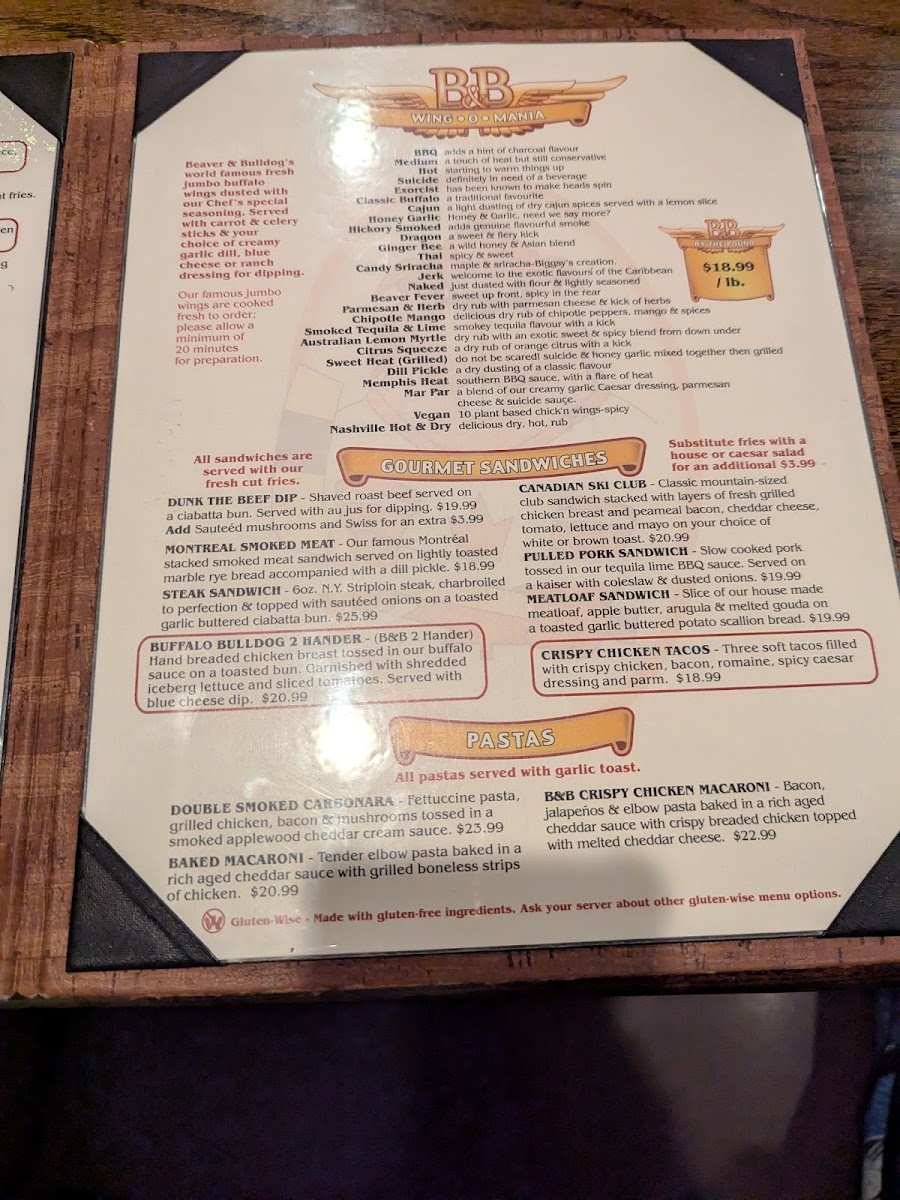 ce,
t fries.
en
g
B&B
WING • O • MANIA
Beaver & Bulldog's
world famous fresh
jumbo buffalo
wings dusted with
our Chef's special
seasoning. Served
with carrot & celery
sticks & your
choice of creamy
garlic dill, blue
cheese or ranch
dressing for dipping.
Our famous jumbo
wings are cooked
fresh to order;
please allow a
minimum of
20 minutes
for preparation.
BBQ adds a hint of charcoal flavour
Medium a touch of heat but still conservative
Hot starting to warm things up
Suicide definitely in need of a beverage
Exorcist has been known to make heads spin
Classic Buffalo a traditional favourite
Cajun a light dusting of dry cajun spices served with a lemon slice
Honey Garlic Honey & Garlic, need we say more?
Hickory Smoked adds genuine flavourful smoke
Dragon a sweet & fiery kick
Ginger Bee a wild honey & Asian blend
Thai spicy & sweet
Candy Sriracha maple & sriracha-Biggsy's creation.
Jerk welcome to the exotic flavours of the Caribbean
Naked just dusted with flour & lightly seasoned
Beaver Fever sweet up front, spicy in the rear
Parmesan & Herb dry rub with parmesan cheese & kick of herbs
Chipotle Mango delicious dry rub of chipotle peppers, mango & spices
Smoked Tequila & Lime smokey tequila flavour with a kick
Australian Lemon Myrtle dry rub with an exotic sweet & spicy blend from down under
Citrus Squeeze a dry rub of orange citrus with a kick
Sweet Heat (Grilled) do not be scared! suicide & honey garlic mixed together then grilled
Dill Pickle a dry dusting of a classic flavour
Memphis Heat southern BBQ sauce, with a flare of heat
Mar Par a blend of our creamy garlic Caesar dressing, parmesan
cheese & suicide sauce.
Vegan 10 plant based chick'n wings-spicy
Nashville Hot & Dry delicious dry, hot, rub
B&B
BY THE POUND
$18.99
/ lb.
All sandwiches are
served with our
fresh cut fries.
GOURMET SANDWICHES
Substitute fries with a
house or caesar salad
for an additional $3.99
DUNK THE BEEF DIP - Shaved roast beef served on
a ciabatta bun. Served with au jus for dipping. $19.99
Add Sauteéd mushrooms and Swiss for an extra $3.99
MONTREAL SMOKED MEAT - Our famous Montréal
stacked smoked meat sandwich served on lightly toasted
marble rye bread accompanied with a dill pickle. $18.99
STEAK SANDWICH - 6oz. N.Y. Striploin steak, charbroiled
to perfection & topped with sautéed onions on a toasted
garlic buttered ciabatta bun. $25.99
BUFFALO BULLDOG 2 HANDER - (B&B 2 Hander)
Hand breaded chicken breast tossed in our buffalo
sauce on a toasted bun. Garnished with shredded
iceberg lettuce and sliced tomatoes. Served with
blue cheese dip. $20.99
CANADIAN SKI CLUB - Classic mountain-sized
club sandwich stacked with layers of fresh grilled
chicken breast and peameal bacon, cheddar cheese,
tomato, lettuce and mayo on your choice of
white or brown toast. $20.99
PULLED PORK SANDWICH - Slow cooked pork
tossed in our tequila lime BBQ sauce. Served on
a kaiser with coleslaw & dusted onions. $19.99
MEATLOAF SANDWICH - Slice of our house made
meatloaf, apple butter, arugula & melted gouda on
a toasted garlic buttered potato scallion bread. $19.99
CRISPY CHICKEN TACOS - Three soft tacos filled
with crispy chicken, bacon, romaine, spicy caesar
dressing and parm. $18.99
PASTAS
All pastas served with garlic toast.
DOUBLE SMOKED CARBONARA - Fettuccine pasta,
grilled chicken, bacon & mushrooms tossed in a
smoked applewood cheddar cream sauce. $23.99
BAKED MACARONI - Tender elbow pasta baked in a
rich aged cheddar sauce with grilled boneless strips
of chicken. $20.99
B&B CRISPY CHICKEN MACARONI - Bacon,
jalapeños & elbow pasta baked in a rich aged
cheddar sauce with crispy breaded chicken topped
with melted cheddar cheese. $22.99
Gluten-Wise - Made with gluten-free ingredients. Ask your server about other gluten-wise menu options.